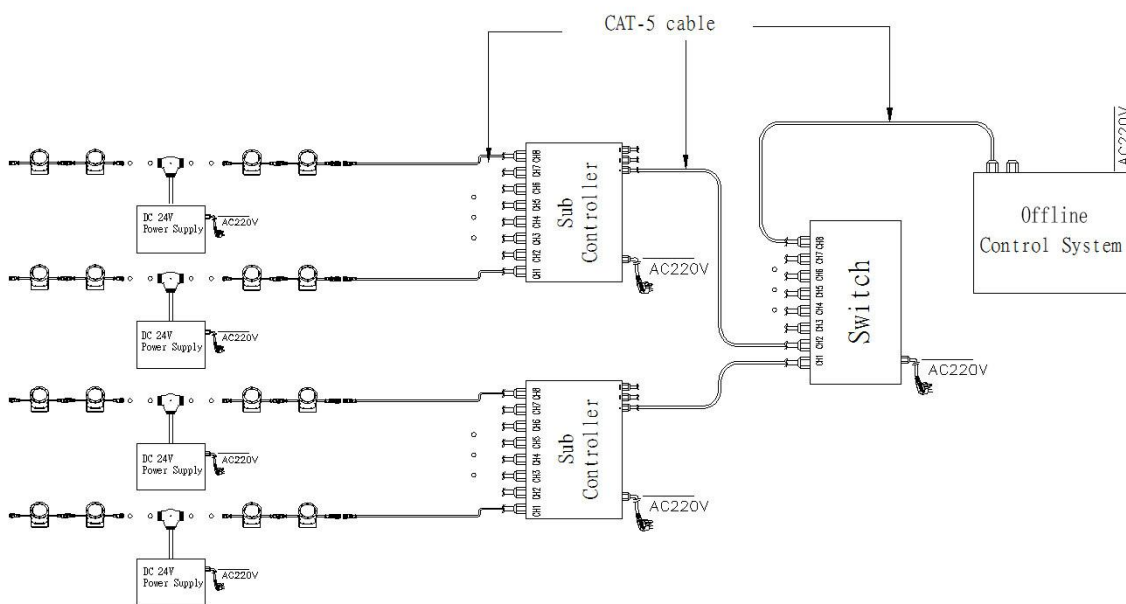 CAT-5 cable
AC220V
Offline
Control System
CH8
CH7
CH6
CH5
CH4
CH3
CH2
CH1
Sub
Controller
AC220V
DC 24V
Power Supply
AC220V
DC 24V
Power Supply
AC220V
CH8
CH7
CH6
CH5
CH4
CH3
CH2
CH1
Switch
AC220V
CH8
CH7
CH6
CH5
CH4
CH3
CH2
CH1
Sub
Controller
AC220V
DC 24V
Power Supply
AC220V
DC 24V
Power Supply
AC220V